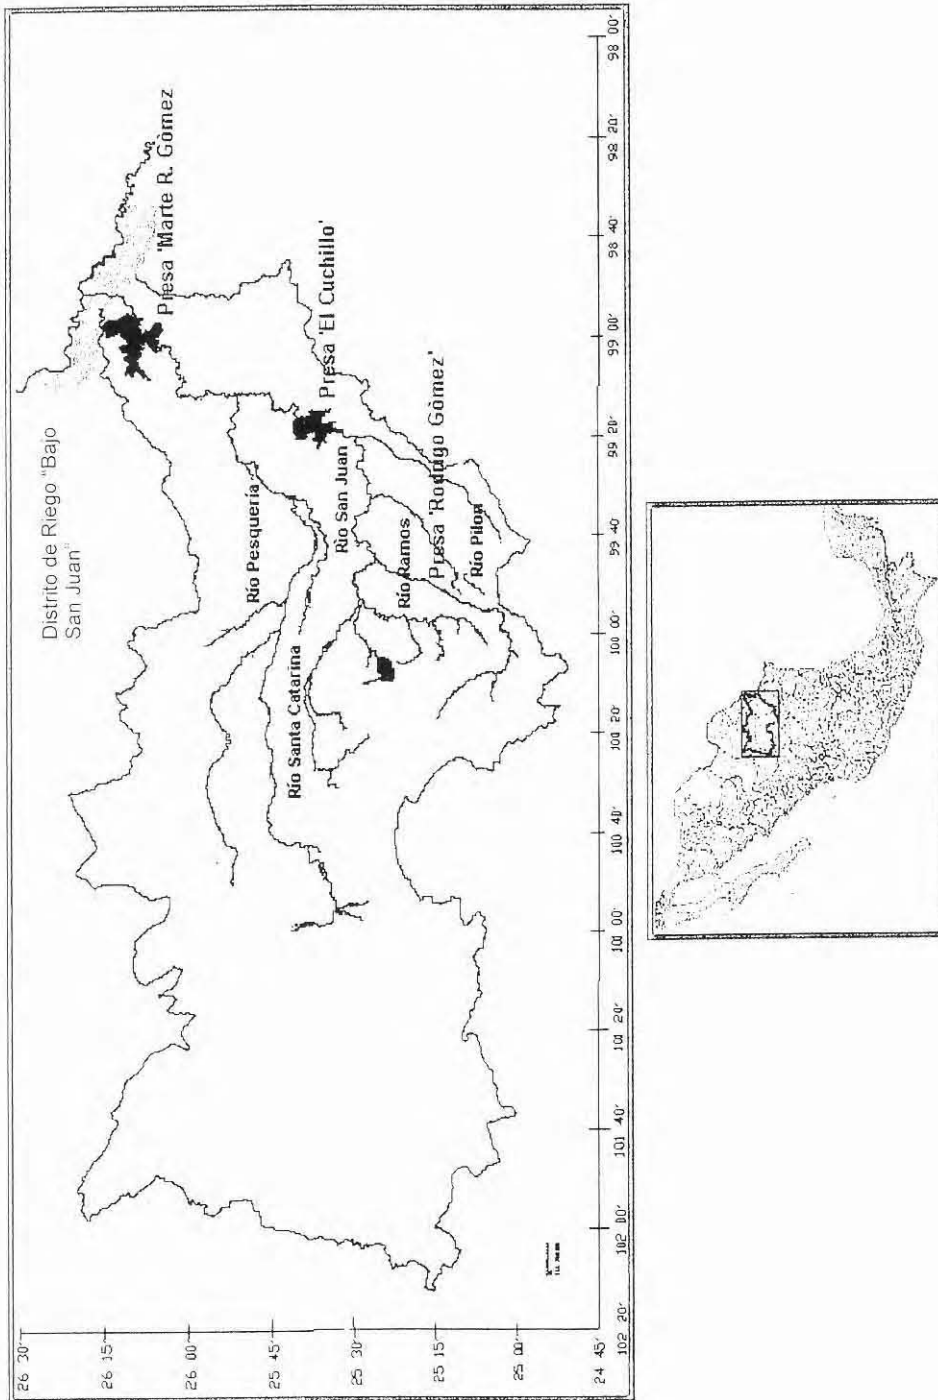 Distrito de Riego "Bajo
San Juan"
Presa 'Marte R. Gòmez
Presa 'El Cuchillo'
Presa 'Rodrigo Gòmez'
Río Pesquería
Río San Juan
Río Ramos
Río Pilon
Río Santa Catarina
26 30'
26 15'
26 00'
25 45'
25 30'
25 15'
25 00'
24 45'
102 20'
102 00'
101 40'
101 20'
101 00'
100 40'
100 20'
100 00'
99 40'
99 20'
99 00'
98 40'
98 20'
98 00'